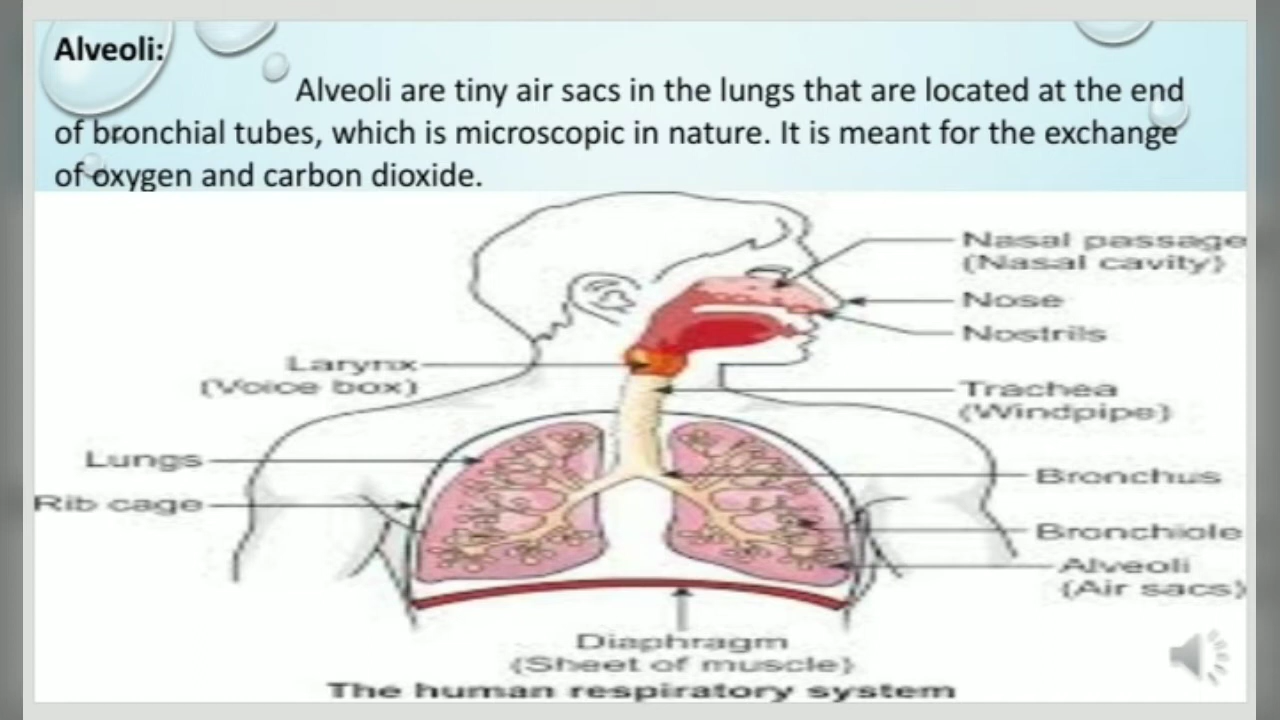 Alveoli:
Alveoli are tiny air sacs in the lungs that are located at the end
of bronchial tubes, which is microscopic in nature. It is meant for the exchange
of oxygen and carbon dioxide.
Nasal passage
(Nasal cavity)
Nose
Nostrils
Larynx
(Voice box)
Trachea
(Windpipe)
Lungs
Bronchus
Rib cage
Bronchiole
Alveoli
(Air sacs)
Diaphragm
(Sheet of muscle)
The human respiratory system